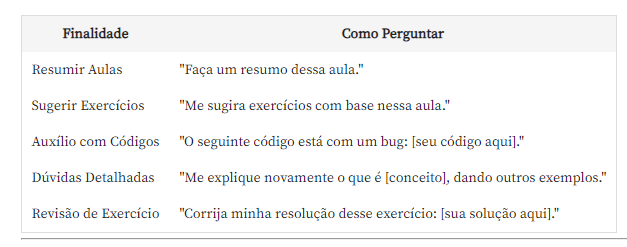 Finalidade Como Perguntar
Resumir Aulas "Faça um resumo dessa aula."
Sugerir Exercícios "Me sugira exercícios com base nessa aula."
Auxílio com Códigos "O seguinte código está com um bug: [seu código aqui]."
Dúvidas Detalhadas "Me explique novamente o que é [conceito], dando outros exemplos."
Revisão de Exercício "Corrija minha resolução desse exercício: [sua solução aqui]."